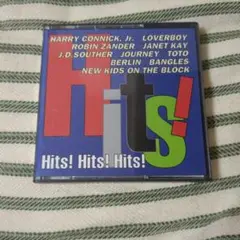 HARRY CONNICK, Jr. LOVERBOY
ROBIN ZANDER JANET KAY
J.D.SOUTHER JOURNEY TOTO
BERLIN BANGLES
NEW KIDS ON THE BLOCK
Hits!
Hits! Hits! Hits!